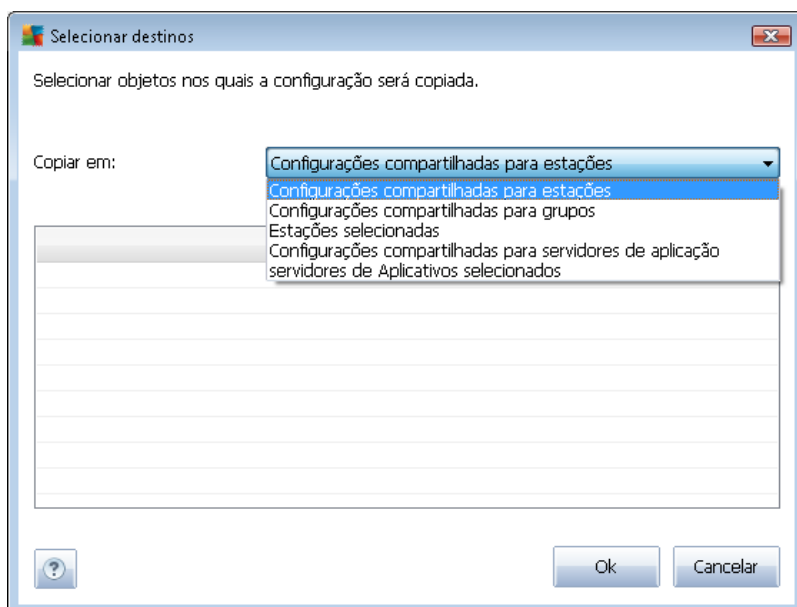 Selecionar destinos
Selecionar objetos nos quais a configuração será copiada.
Copiar em:
Configurações compartilhadas para estações
Configurações compartilhadas para estações
Configurações compartilhadas para grupos
Estações selecionadas
Configurações compartilhadas para servidores de aplicação
servidores de Aplicativos selecionados
?
Ok
Cancelar